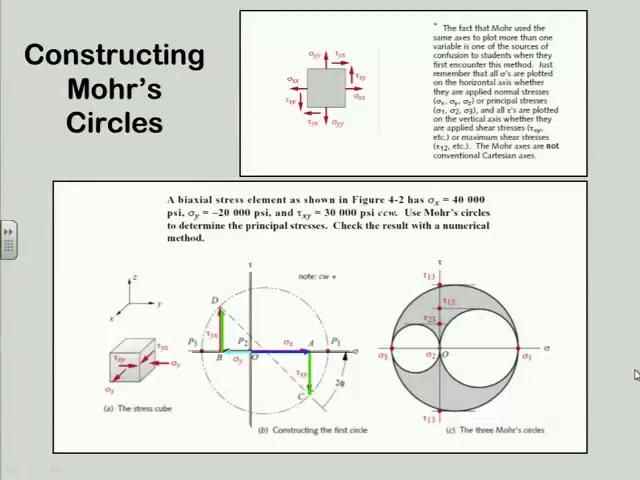 Constructing
Mohr's
Circles
σyy
τyx
σxx
τxy
τxy
σxx
τyx
σyy
* The fact that Mohr used the
same axes to plot more than one
variable is one of the sources of
confusion to students when they
first encounter this method. Just
remember that all σ's are plotted
on the horizontal axis whether
they are applied normal stresses
(σx, σy, σz) or principal stresses
(σ1, σ2, σ3), and all τ's are plotted
on the vertical axis whether they
are applied shear stresses (τxy,
etc.) or maximum shear stresses
(τ12, etc.). The Mohr axes are not
conventional Cartesian axes.
A biaxial stress element as shown in Figure 4-2 has σx = 40 000
psi, σy = −20 000 psi, and τxy = 30 000 psi ccw. Use Mohr's circles
to determine the principal stresses. Check the result with a numerical
method.
z
y
x
τyx
τxy
σy
σx
(a) The stress cube
τ
note: cw +
D
τyx
P3
P2
σx
A
P1
B
σy
O
σ
τxy
C
2φ
(b) Constructing the first circle
τ
τ13
τ12
τ23
σ
σ3
σ2
O
σ1
τ13
(c) The three Mohr's circles